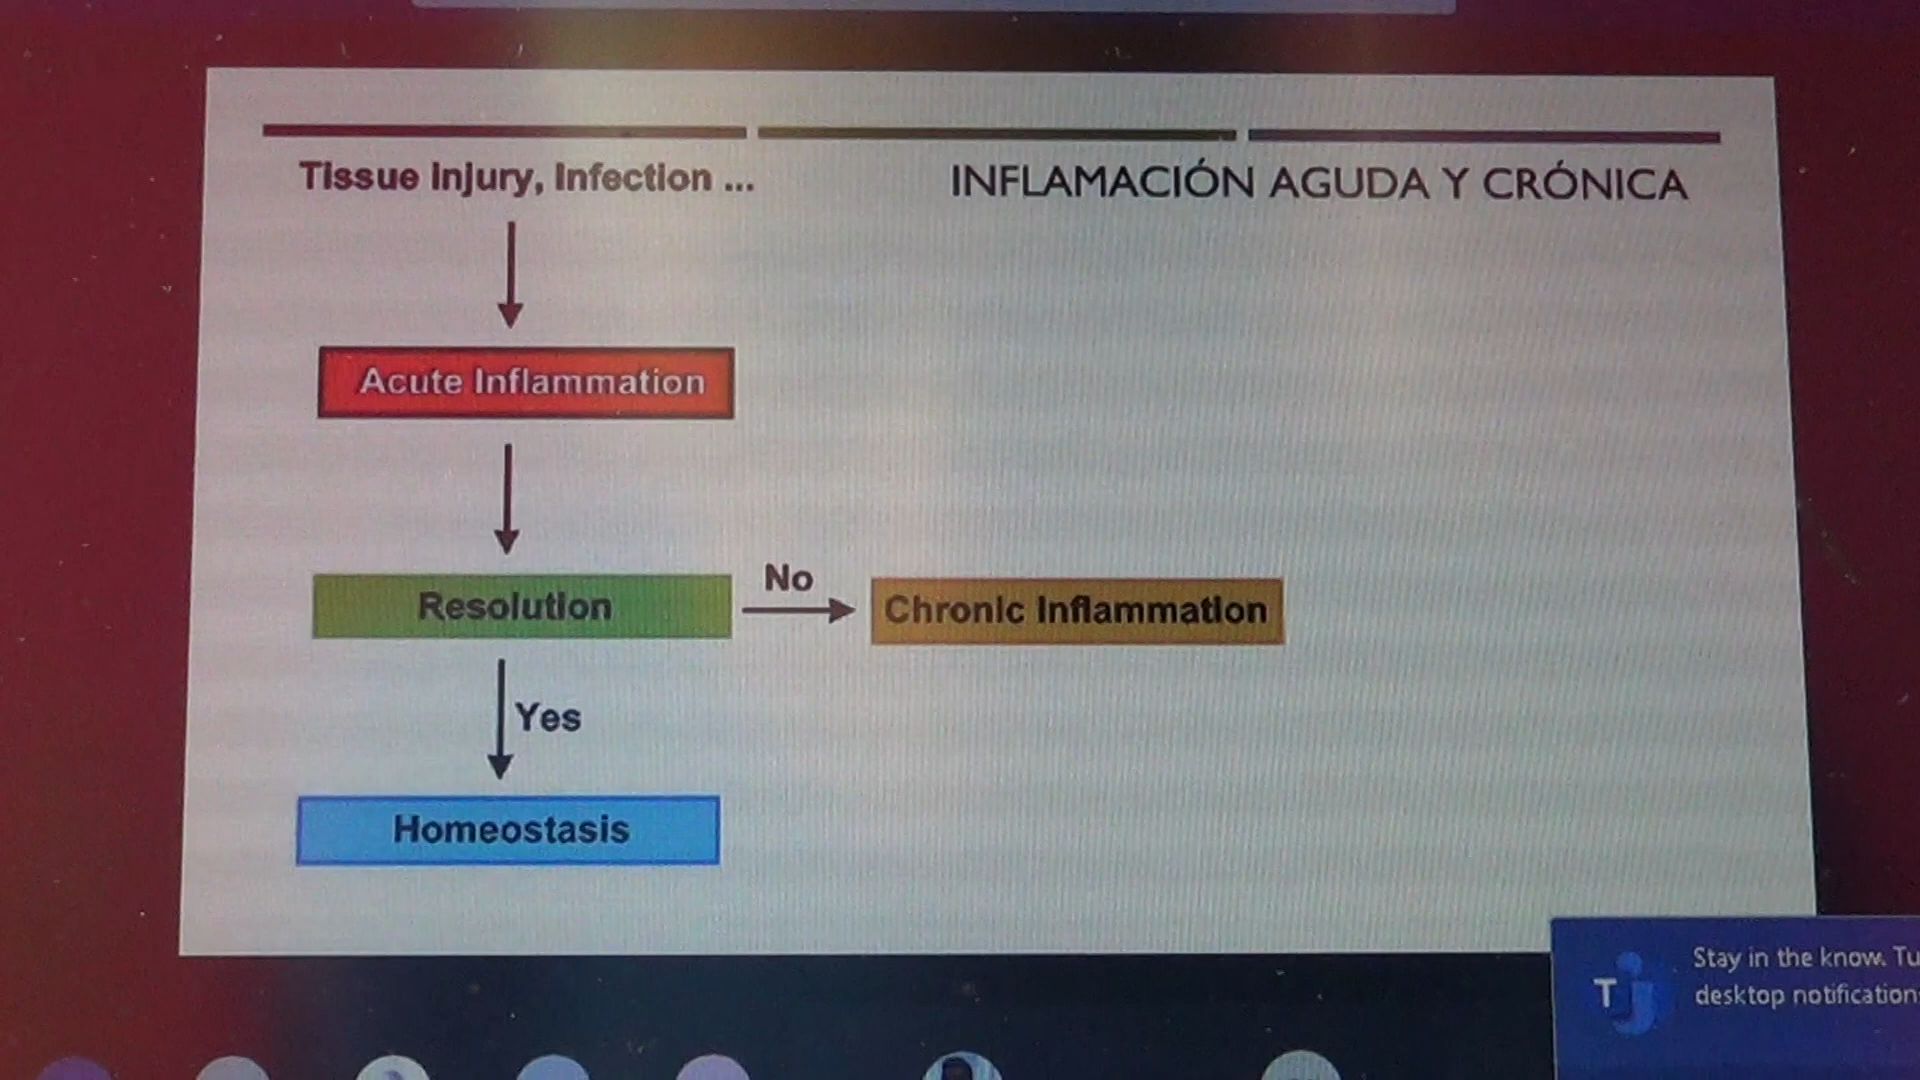 Tissue Injury, Infection ...
INFLAMACIÓN AGUDA Y CRÓNICA
Acute Inflammation
Resolution
No
Chronic Inflammation
Yes
Homeostasis
Stay in the know. Tu
desktop notification
T